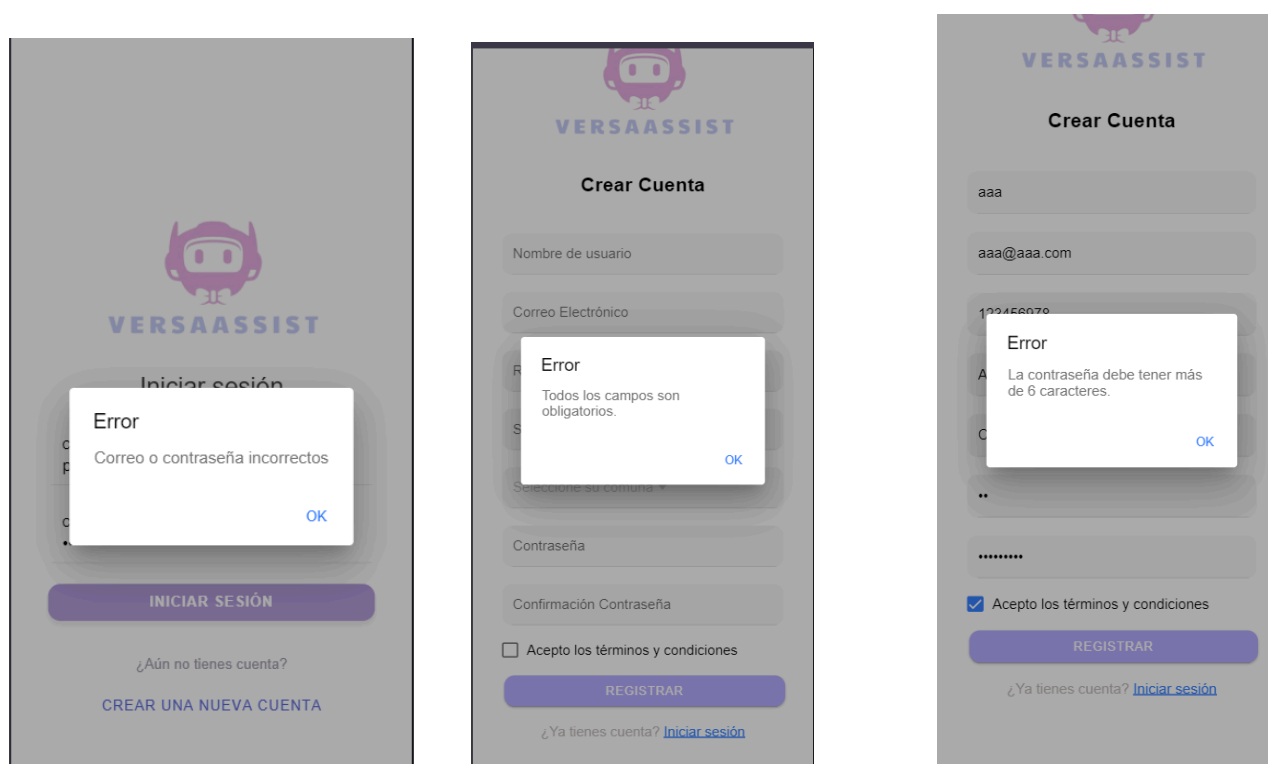 VERSAASSIST
Iniciar sesión
Error
Correo o contraseña incorrectos
OK
INICIAR SESIÓN
¿Aún no tienes cuenta?
CREAR UNA NUEVA CUENTA
VERSAASSIST
Crear Cuenta
Nombre de usuario
Correo Electrónico
Error
Todos los campos son
obligatorios.
OK
Seleccione su comuna
Contraseña
Confirmación Contraseña
Acepto los términos y condiciones
REGISTRAR
¿Ya tienes cuenta? Iniciar sesión
VERSAASSIST
Crear Cuenta
aaa
aaa@aaa.com
123456978
Error
La contraseña debe tener más
de 6 caracteres.
OK
Acepto los términos y condiciones
REGISTRAR
¿Ya tienes cuenta? Iniciar sesión